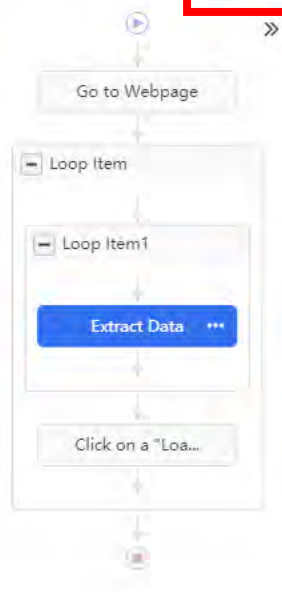 Go to Webpage
Loop Item
Loop Item1
Extract Data
Click on a "Loa...